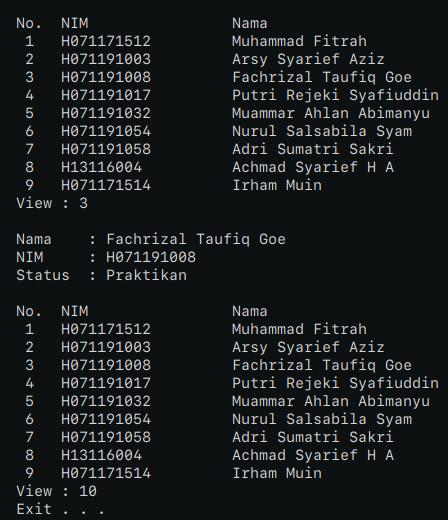 No.  NIM                Nama
 1   H071171512         Muhammad Fitrah
 2   H071191003         Arsy Syarief Aziz
 3   H071191008         Fachrizal Taufiq Goe
 4   H071191017         Putri Rejeki Syafiuddin
 5   H071191032         Muammar Ahlan Abimanyu
 6   H071191054         Nurul Salsabila Syam
 7   H071191058         Adri Sumatri Sakri
 8   H13116004          Achmad Syarief H A
 9   H071171514         Irham Muin
View : 3
Nama    : Fachrizal Taufiq Goe
NIM     : H071191008
Status  : Praktikan
No.  NIM                Nama
 1   H071171512         Muhammad Fitrah
 2   H071191003         Arsy Syarief Aziz
 3   H071191008         Fachrizal Taufiq Goe
 4   H071191017         Putri Rejeki Syafiuddin
 5   H071191032         Muammar Ahlan Abimanyu
 6   H071191054         Nurul Salsabila Syam
 7   H071191058         Adri Sumatri Sakri
 8   H13116004          Achmad Syarief H A
 9   H071171514         Irham Muin
View : 10
Exit . . .